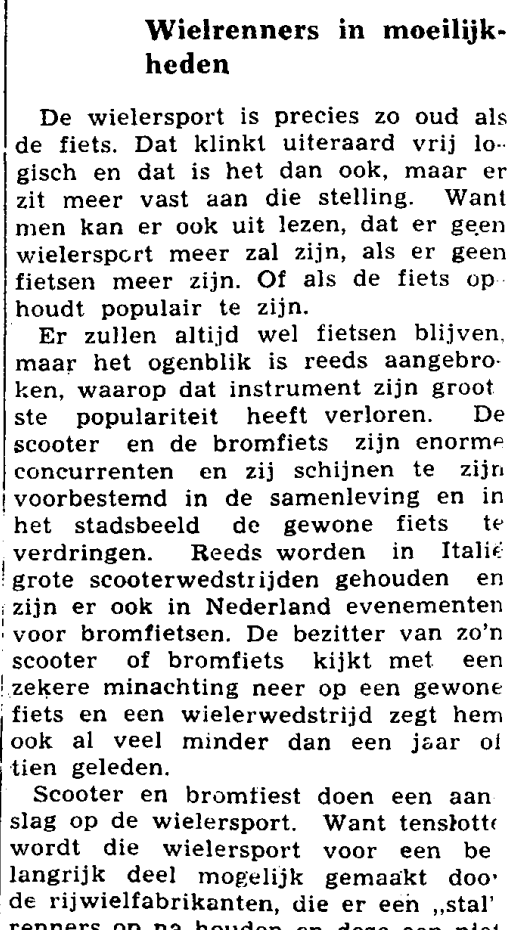 Wielrenners in moeilijk-
heden
De wielersport is precies zo oud als
de fiets. Dat klinkt uiteraard vrij lo-
gisch en dat is het dan ook, maar er
zit meer vast aan die stelling. Want
men kan er ook uit lezen, dat er geen
wielersport meer zal zijn, als er geen
fietsen meer zijn. Of als de fiets op
houdt populair te zijn.
Er zullen altijd wel fietsen blijven,
maar het ogenblik is reeds aangebro-
ken, waarop dat instrument zijn groot
ste populariteit heeft verloren. De
scooter en de bromfiets zijn enorme
concurrenten en zij schijnen te zijn
voorbestemd in de samenleving en in
het stadsbeeld de gewone fiets te
verdringen. Reeds worden in Italië
grote scooterwedstrijden gehouden en
zijn er ook in Nederland evenementen
voor bromfietsen. De bezitter van zo'n
scooter of bromfiets kijkt met een
zekere minachting neer op een gewone
fiets en een wielerwedstrijd zegt hem
ook al veel minder dan een jaar of
tien geleden.
Scooter en bromfiest doen een aan
slag op de wielersport. Want tenslotte
wordt die wielersport voor een be
langrijk deel mogelijk gemaakt door
de rijwielfabrikanten, die er een „stal"
renners op na houden en deze aan niet